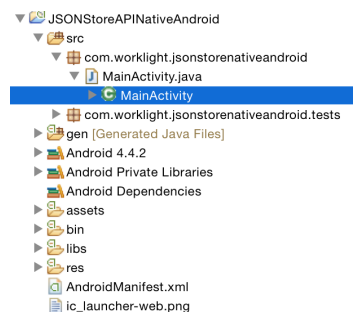 JSONStoreAPINativeAndroid
src
com.worklight.jsonstorenativeandroid
MainActivity.java
MainActivity
com.worklight.jsonstorenativeandroid.tests
gen [Generated Java Files]
Android 4.4.2
Android Private Libraries
Android Dependencies
assets
bin
libs
res
AndroidManifest.xml
ic_launcher-web.png